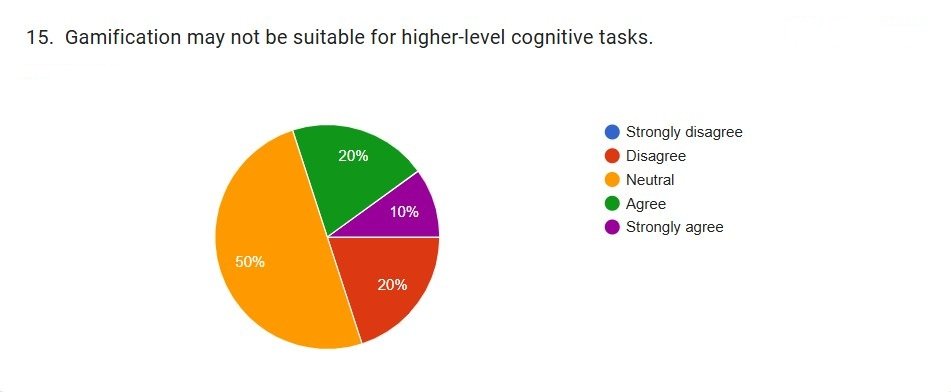 15. Gamification may not be suitable for higher-level cognitive tasks.
20%
10%
50%
20%
Strongly disagree
Disagree
Neutral
Agree
Strongly agree